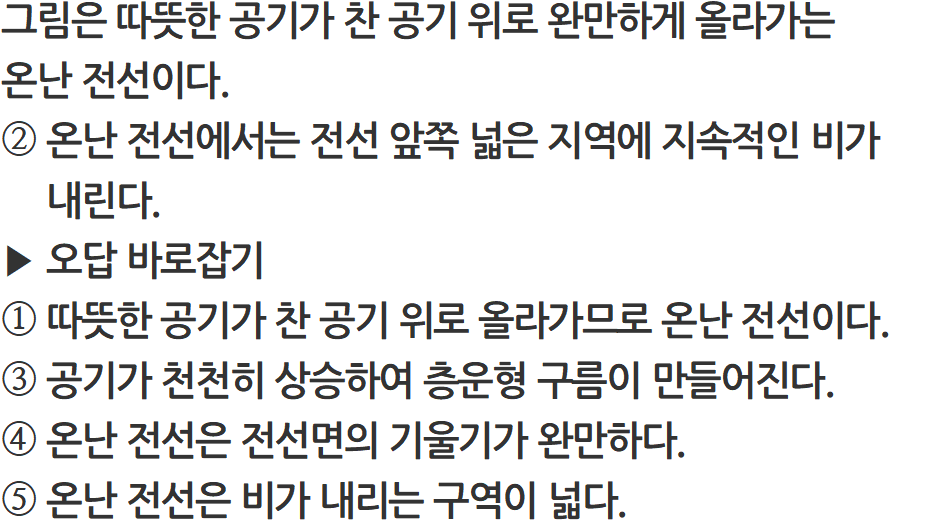 그림은 따뜻한 공기가 찬 공기 위로 완만하게 올라가는
온난 전선이다.
② 온난 전선에서는 전선 앞쪽 넓은 지역에 지속적인 비가
내린다.
▶ 오답 바로잡기
① 따뜻한 공기가 찬 공기 위로 올라가므로 온난 전선이다.
③ 공기가 천천히 상승하여 층운형 구름이 만들어진다.
④ 온난 전선은 전선면의 기울기가 완만하다.
⑤ 온난 전선은 비가 내리는 구역이 넓다.